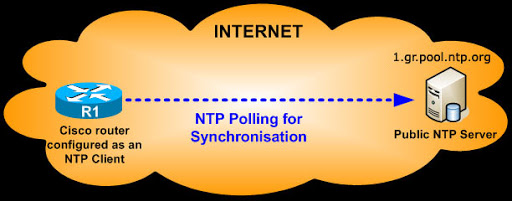 INTERNET
1.gr.pool.ntp.org
R1
Cisco router
configured as an
NTP Client
NTP Polling for
Synchronisation
Public NTP Server